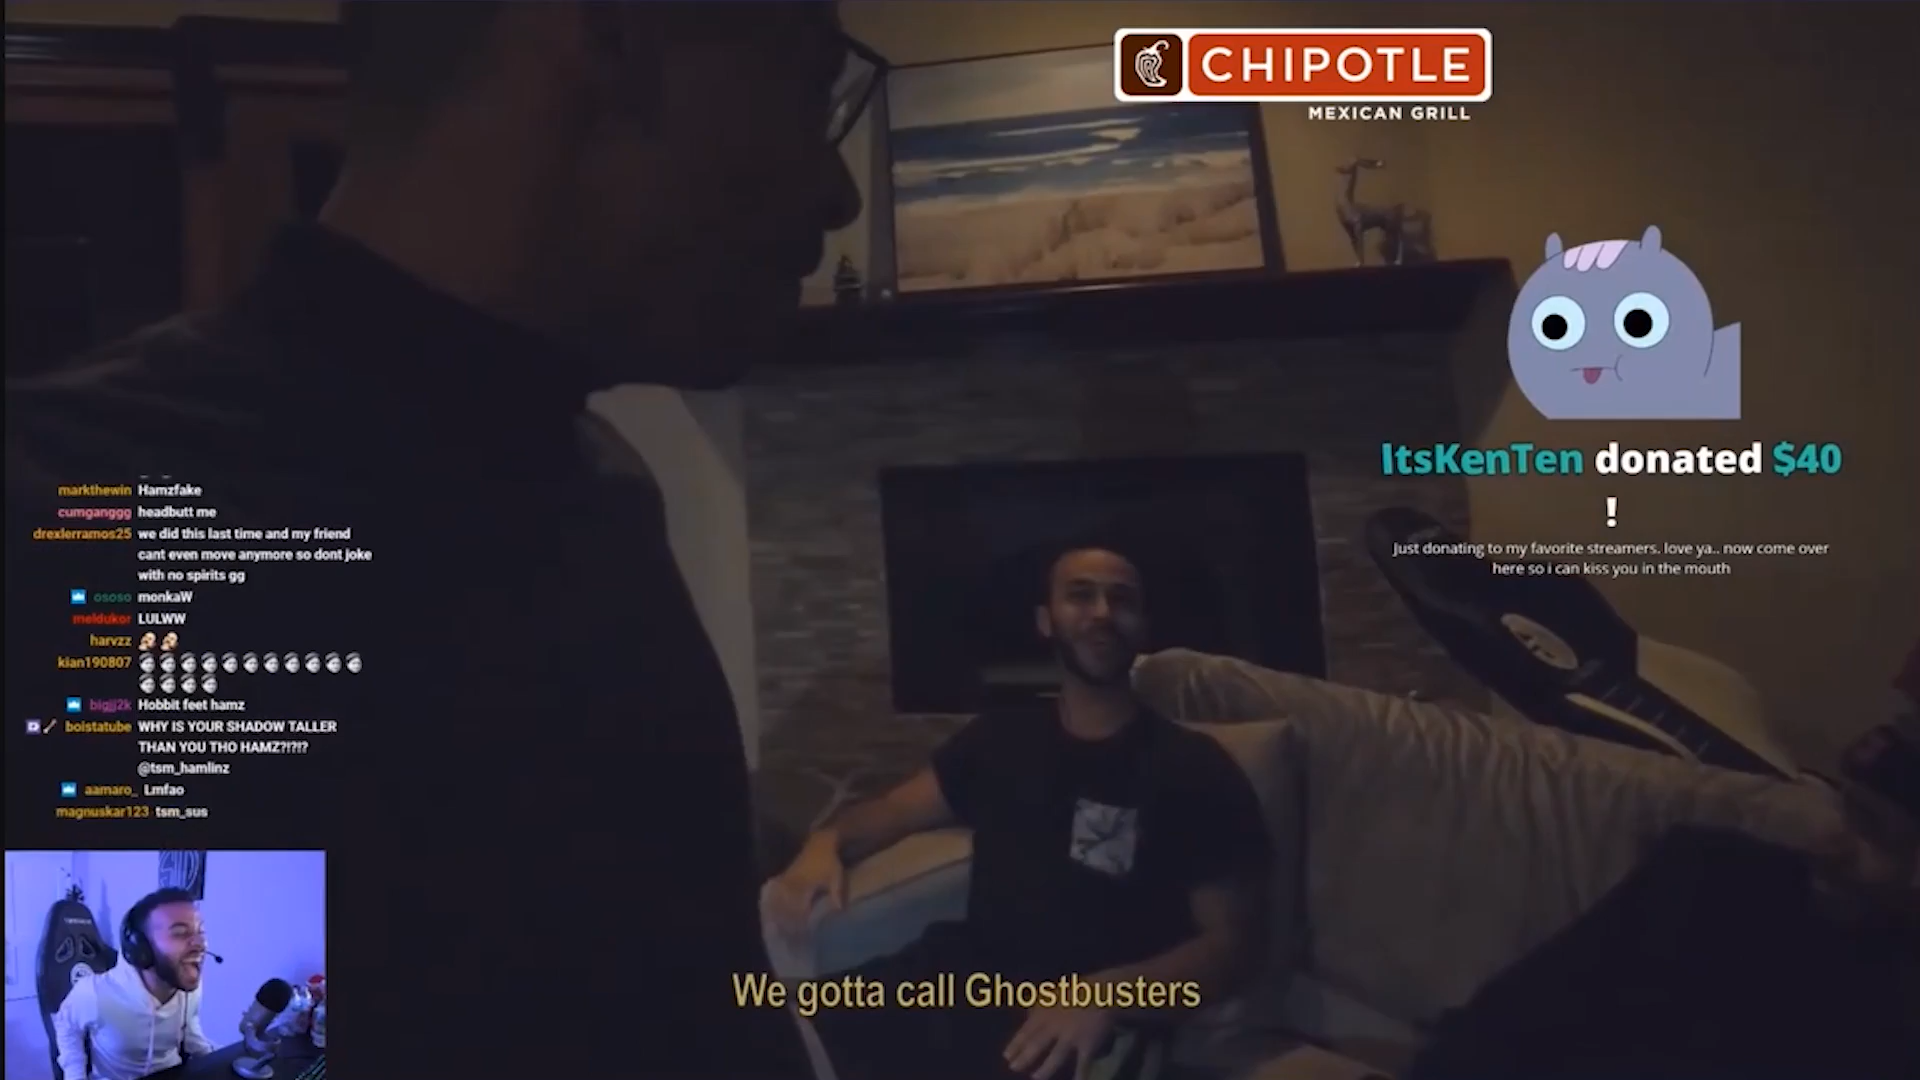 CHIPOTLE
MEXICAN GRILL
ItsKenTen donated $40
!
Just donating to my favorite streamers. love ya.. now come over
here so i can kiss you in the mouth
markthewin Hamzfake
cumganggg headbutt me
drexlerramos25 we did this last time and my friend
cant even move anymore so dont joke
with no spirits gg
ososo monkaW
meldukor LULWW
harvzz
kian190807
bigjj2k Hobbit feet hamz
boistatube WHY IS YOUR SHADOW TALLER
THAN YOU THO HAMZ?!?!?
@tsm_hamlinz
aamaro_ Lmfao
magnuskar123 tsm_sus
We gotta call Ghostbusters